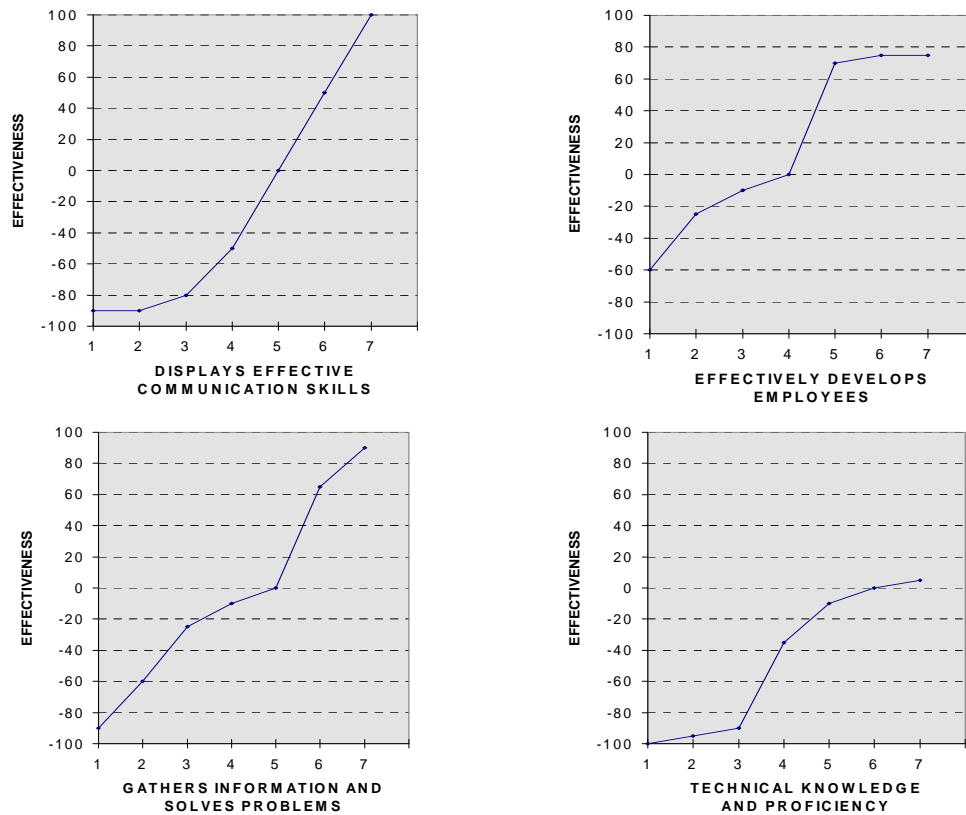 100
80
60
40
20
0
-20
-40
-60
-80
-100
EFFECTIVENESS
1 2 3 4 5 6 7
DISPLAYS EFFECTIVE
COMMUNICATION SKILLS
100
80
60
40
20
0
-20
-40
-60
-80
-100
EFFECTIVENESS
1 2 3 4 5 6 7
EFFECTIVELY DEVELOPS
EMPLOYEES
100
80
60
40
20
0
-20
-40
-60
-80
-100
EFFECTIVENESS
1 2 3 4 5 6 7
GATHERS INFORMATION AND
SOLVES PROBLEMS
100
80
60
40
20
0
-20
-40
-60
-80
-100
EFFECTIVENESS
1 2 3 4 5 6 7
TECHNICAL KNOWLEDGE
AND PROFICIENCY